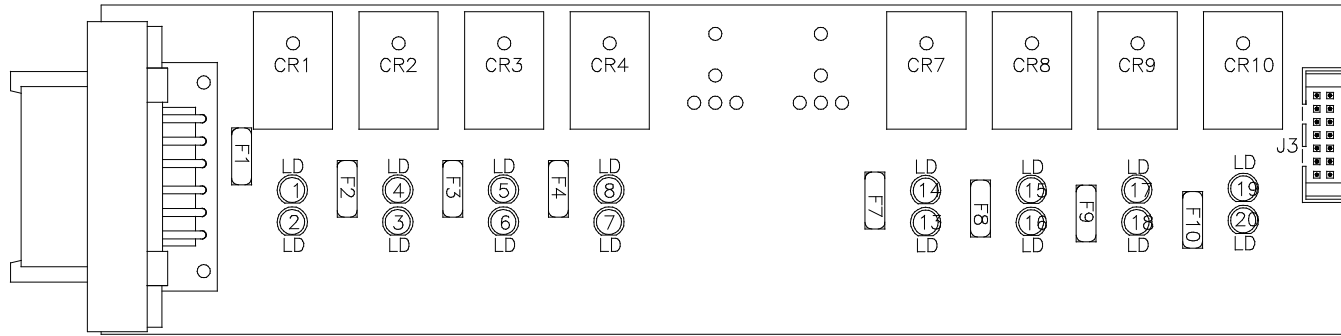 CR1 CR2 CR3 CR4 CR7 CR8 CR9 CR10
J3
F1 F2 F3 F4 F7 F8 F9 F10
LD LD LD LD LD LD LD LD
1 4 5 8 14 15 17 19
2 3 6 7 13 16 18 20
LD LD LD LD LD LD LD LD